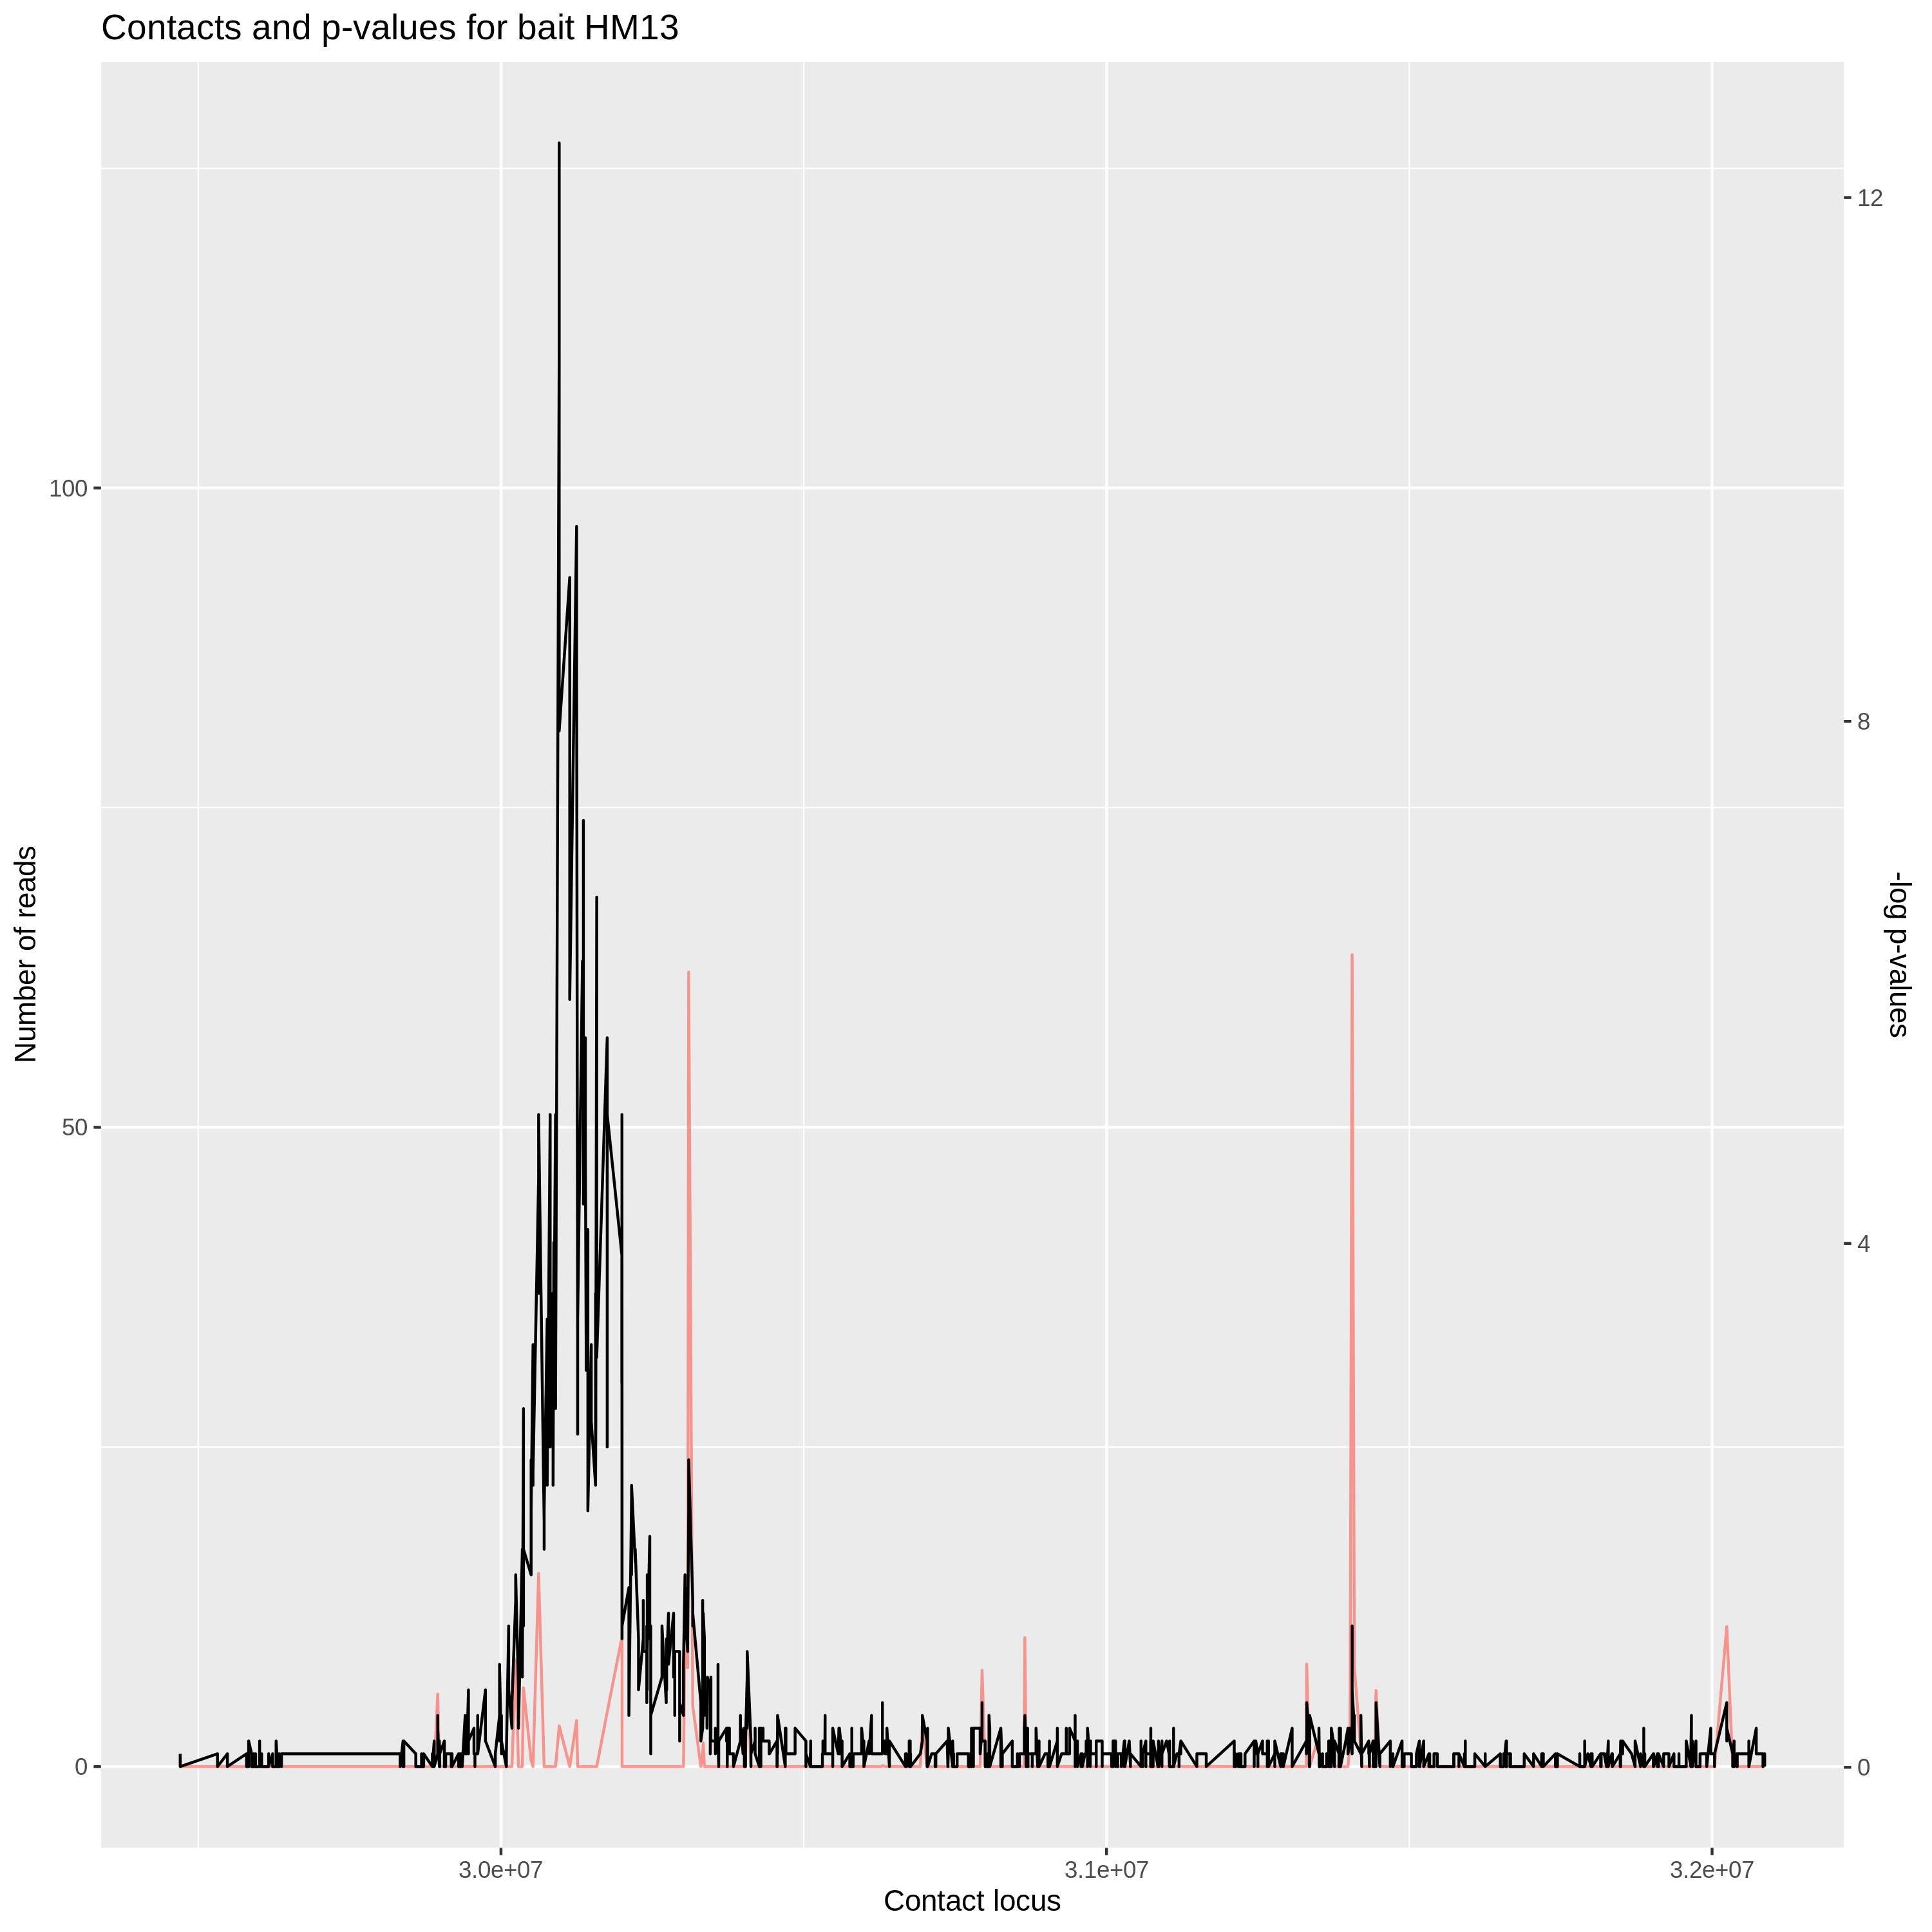 Contacts and p-values for bait HM13
12
100
8
Number of reads
-log p-values
50
4
0
0
3.0e+07
3.1e+07
3.2e+07
Contact locus